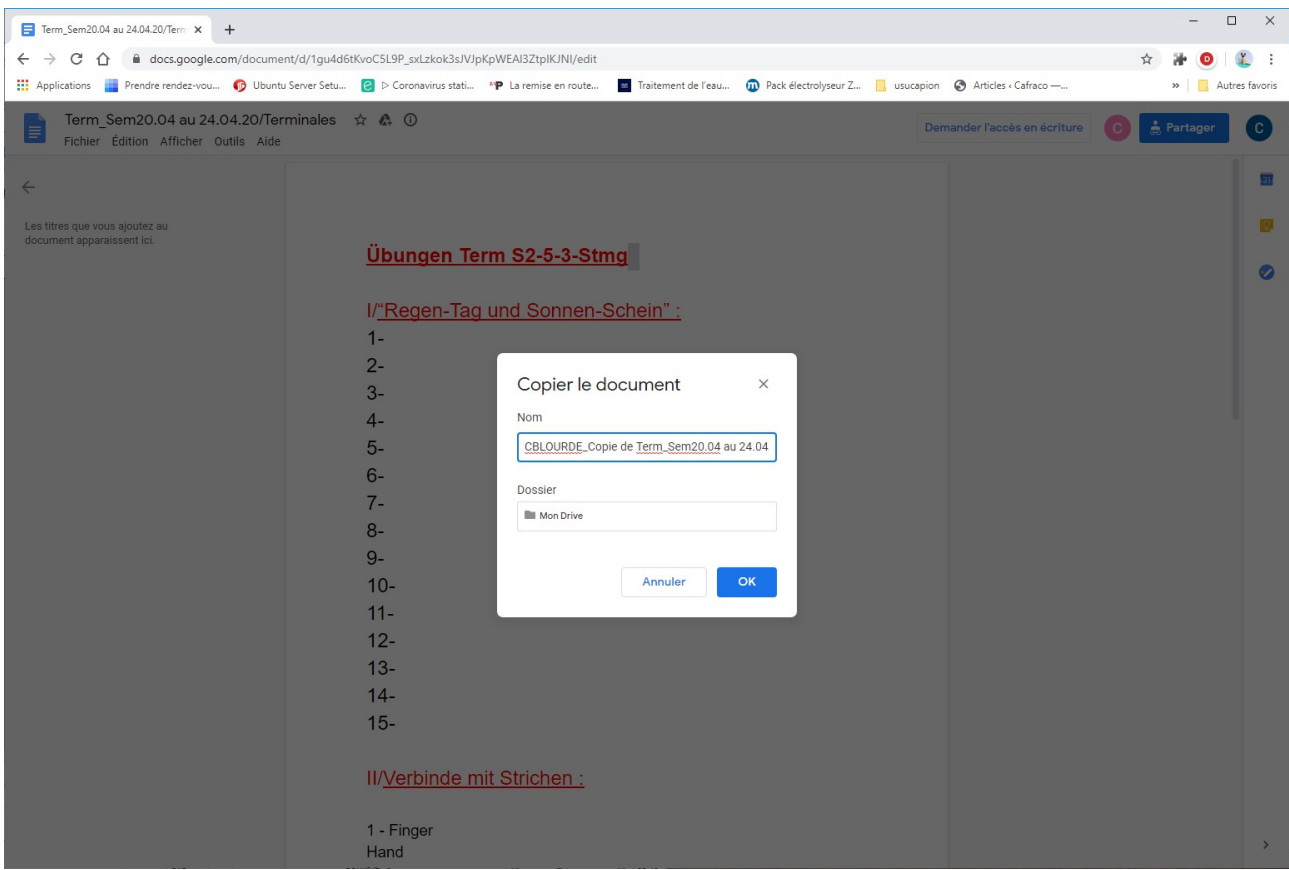 Term_Sem20.04 au 24.04.20/Term
docs.google.com/document/d/1gu4d6tKvoC5L9P_sxLzkok3sJVJpKpWEAI3ZtpIKJNI/edit
Applications Prendre rendez-vou... Ubuntu Server Setu... Coronavirus stati... La remise en route... Traitement de l'eau... Pack électrolyseur Z... usucapion Articles ‹ Cafraco —... » Autres favoris
Term_Sem20.04 au 24.04.20/Terminales
Fichier Édition Afficher Outils Aide
Demander l'accès en écriture C Partager C
Les titres que vous ajoutez au
document apparaissent ici.
Übungen Term S2-5-3-Stmg
I/“Regen-Tag und Sonnen-Schein” :
1-
2-
3-
4-
5-
6-
7-
8-
9-
10-
11-
12-
13-
14-
15-
II/Verbinde mit Strichen :
1 - Finger
Hand
Copier le document
Nom
CBLOURDE_Copie de Term_Sem20.04 au 24.04
Dossier
Mon Drive
Annuler OK
31